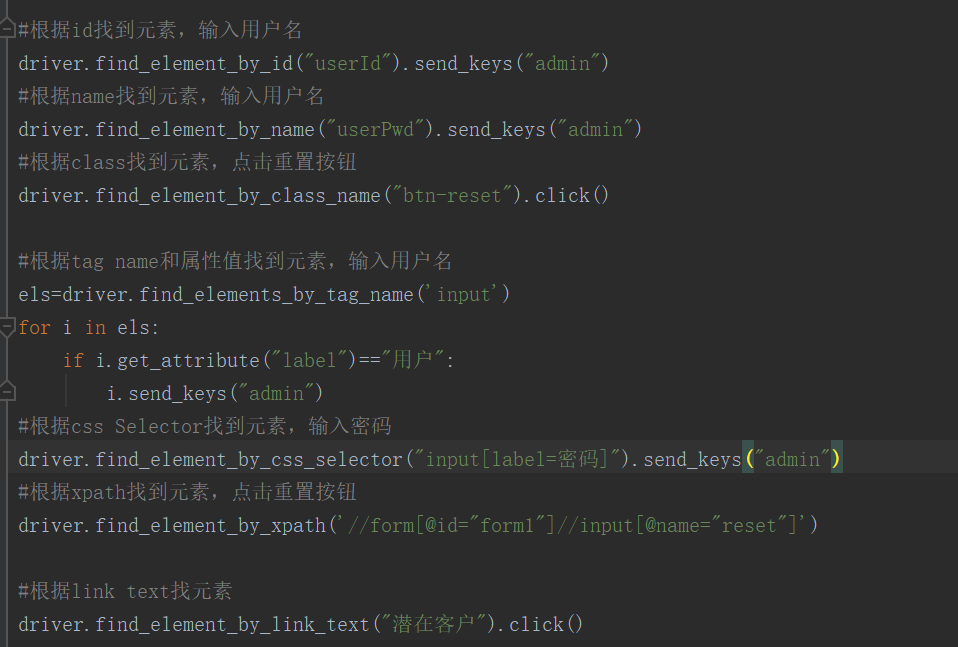 #根据id找到元素，输入用户名
driver.find_element_by_id("userId").send_keys("admin")
#根据name找到元素，输入用户名
driver.find_element_by_name("userPwd").send_keys("admin")
#根据class找到元素，点击重置按钮
driver.find_element_by_class_name("btn-reset").click()
#根据tag name和属性值找到元素，输入用户名
els=driver.find_elements_by_tag_name('input')
for i in els:
    if i.get_attribute("label")=="用户":
        i.send_keys("admin")
#根据css Selector找到元素，输入密码
driver.find_element_by_css_selector("input[label=密码]").send_keys("admin")
#根据xpath找到元素，点击重置按钮
driver.find_element_by_xpath('//form[@id="form1"]//input[@name="reset"]')
#根据link text找元素
driver.find_element_by_link_text("潜在客户").click()